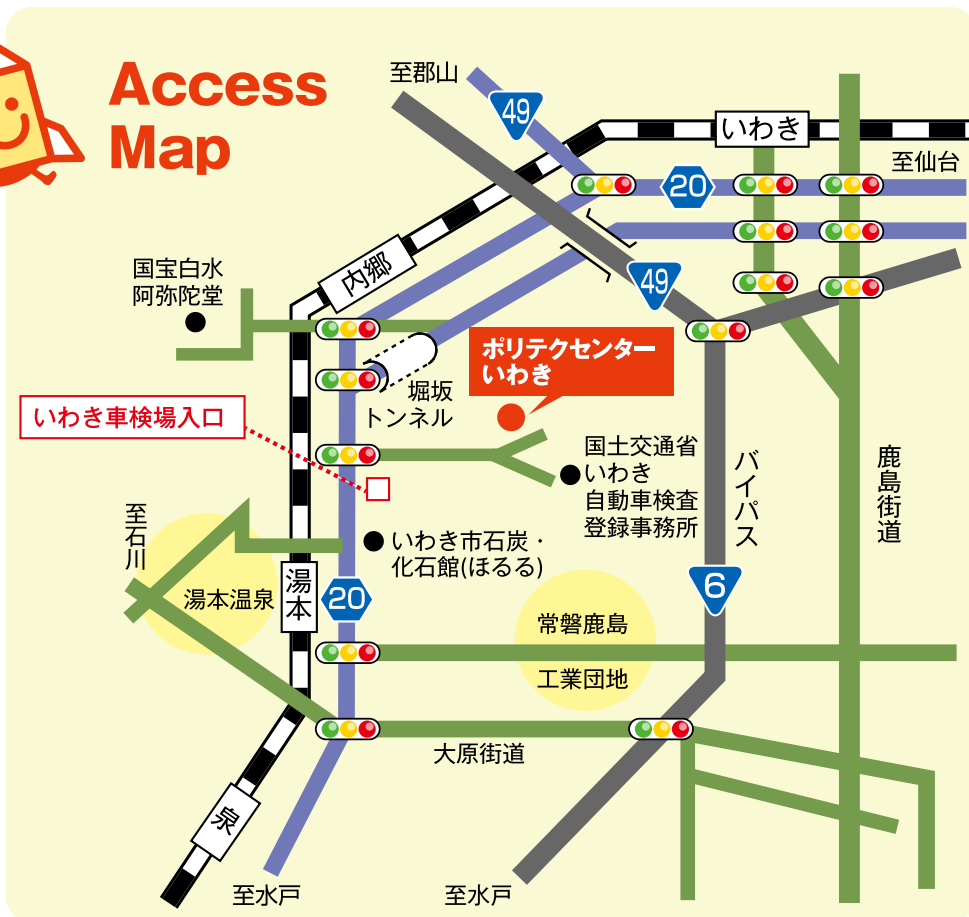 Access
Map
至郡山
49
いわき
至仙台
20
国宝白水
阿弥陀堂
内郷
49
ポリテクセンター
いわき
堀坂
トンネル
いわき車検場入口
国土交通省
いわき
自動車検査
登録事務所
バイパス
鹿島街道
至石川
いわき市石炭・
化石館(ほるる)
湯本温泉
湯本
20
6
常磐鹿島
工業団地
大原街道
泉
至水戸
至水戸